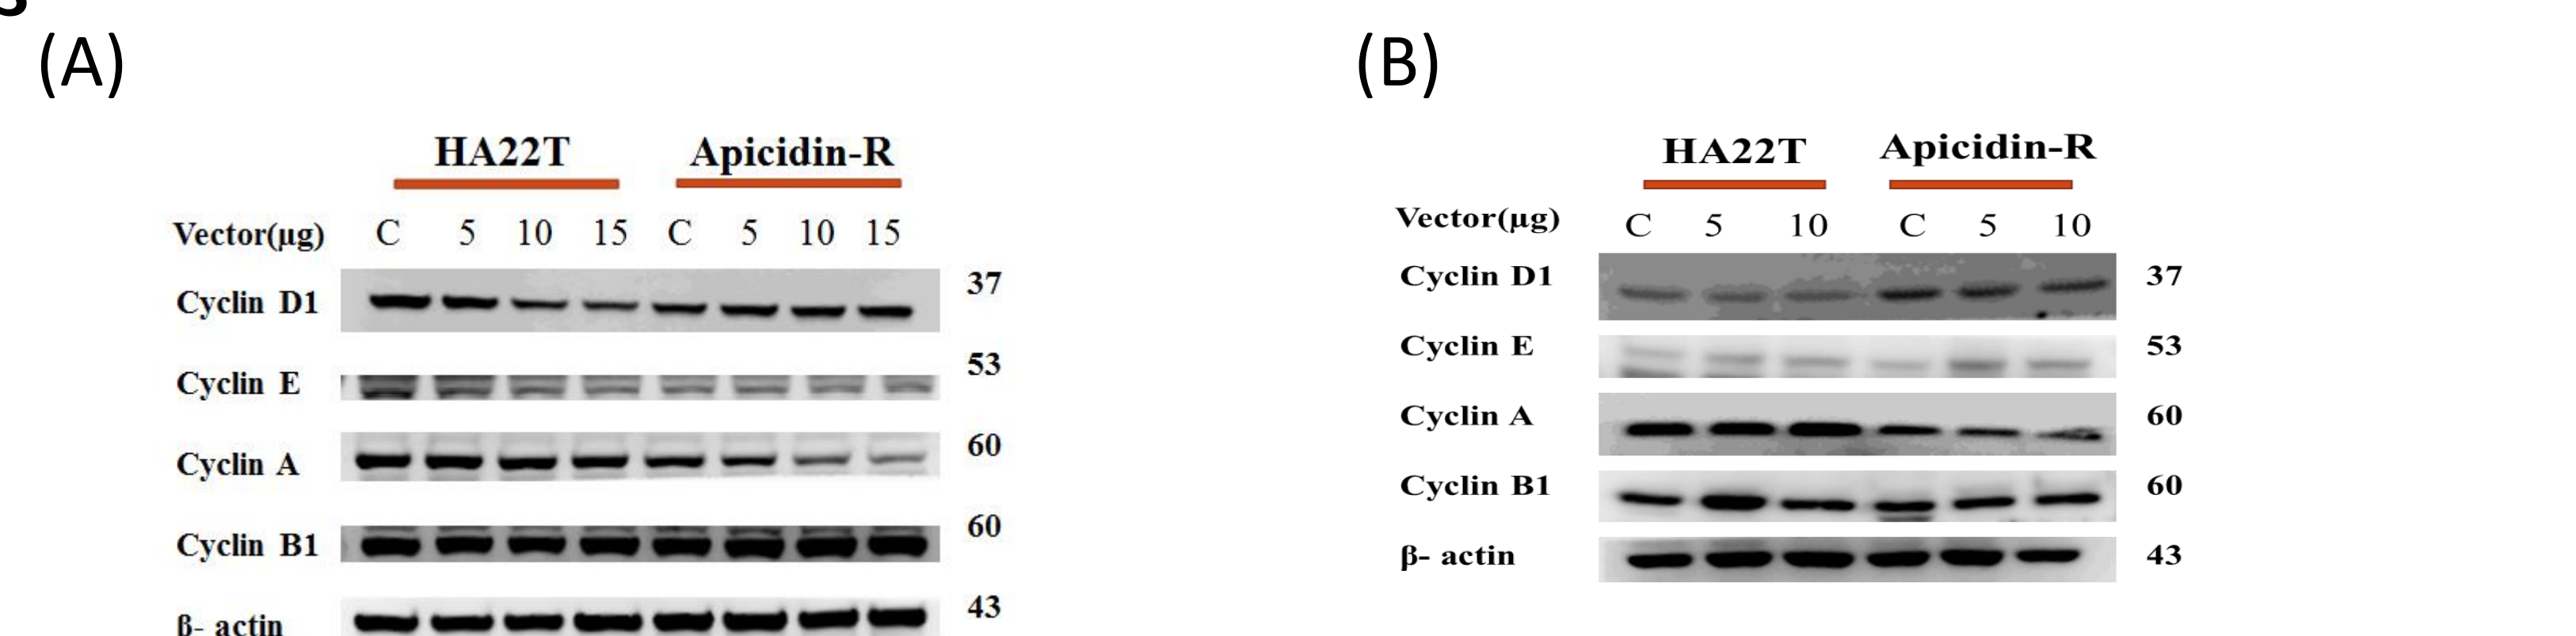 (A)
HA22T Apicidin-R
Vector(µg) C 5 10 15 C 5 10 15
Cyclin D1 37
Cyclin E 53
Cyclin A 60
Cyclin B1 60
β- actin 43
(B)
HA22T Apicidin-R
Vector(µg) C 5 10 C 5 10
Cyclin D1 37
Cyclin E 53
Cyclin A 60
Cyclin B1 60
β- actin 43